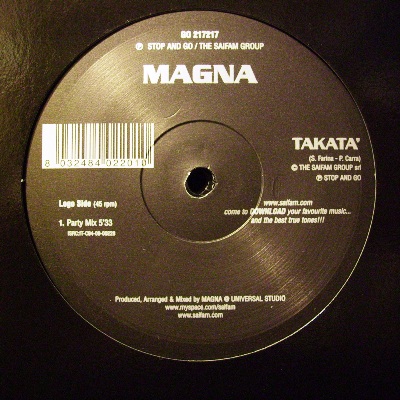 GO 217217
℗ STOP AND GO / THE SAIFAM GROUP
MAGNA
8 032484 022010
TAKATA'
(S. Farina - P. Carra)
© THE SAIFAM GROUP srl
℗ STOP AND GO
Logo Side (45 rpm)
1. Party Mix 5'33
www.saifam.com
come to DOWNLOAD your favourite music...
and the best true tones!!!
Produced, Arranged & Mixed by MAGNA @ UNIVERSAL STUDIO
www.myspace.com/saifam
www.saifam.com